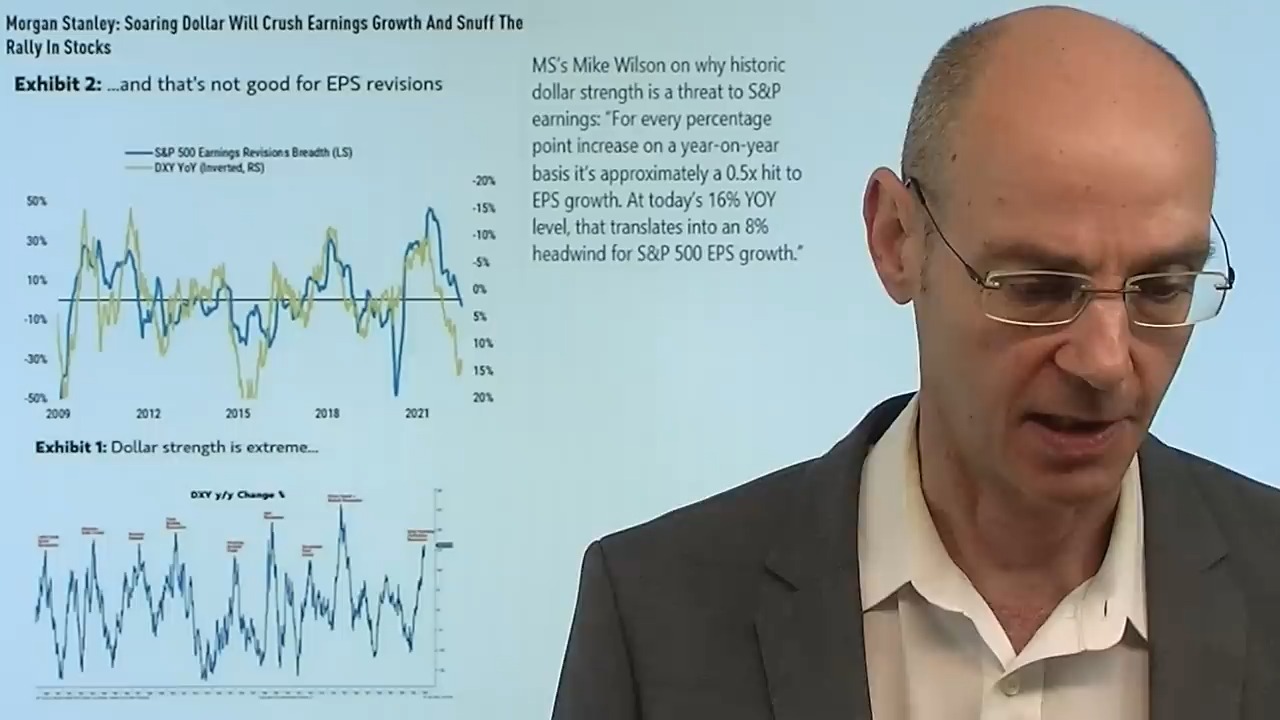 Morgan Stanley: Soaring Dollar Will Crush Earnings Growth And Snuff The
Rally In Stocks
Exhibit 2: ...and that's not good for EPS revisions
S&P 500 Earnings Revisions Breadth (LS)
DXY YoY (Inverted, RS)
50%
30%
10%
-10%
-30%
-50%
-20%
-15%
-10%
-5%
0%
5%
10%
15%
20%
2009 2012 2015 2018 2021
Exhibit 1: Dollar strength is extreme...
DXY y/y Change %
MS's Mike Wilson on why historic
dollar strength is a threat to S&P
earnings: "For every percentage
point increase on a year-on-year
basis it's approximately a 0.5x hit to
EPS growth. At today's 16% YOY
level, that translates into an 8%
headwind for S&P 500 EPS growth."